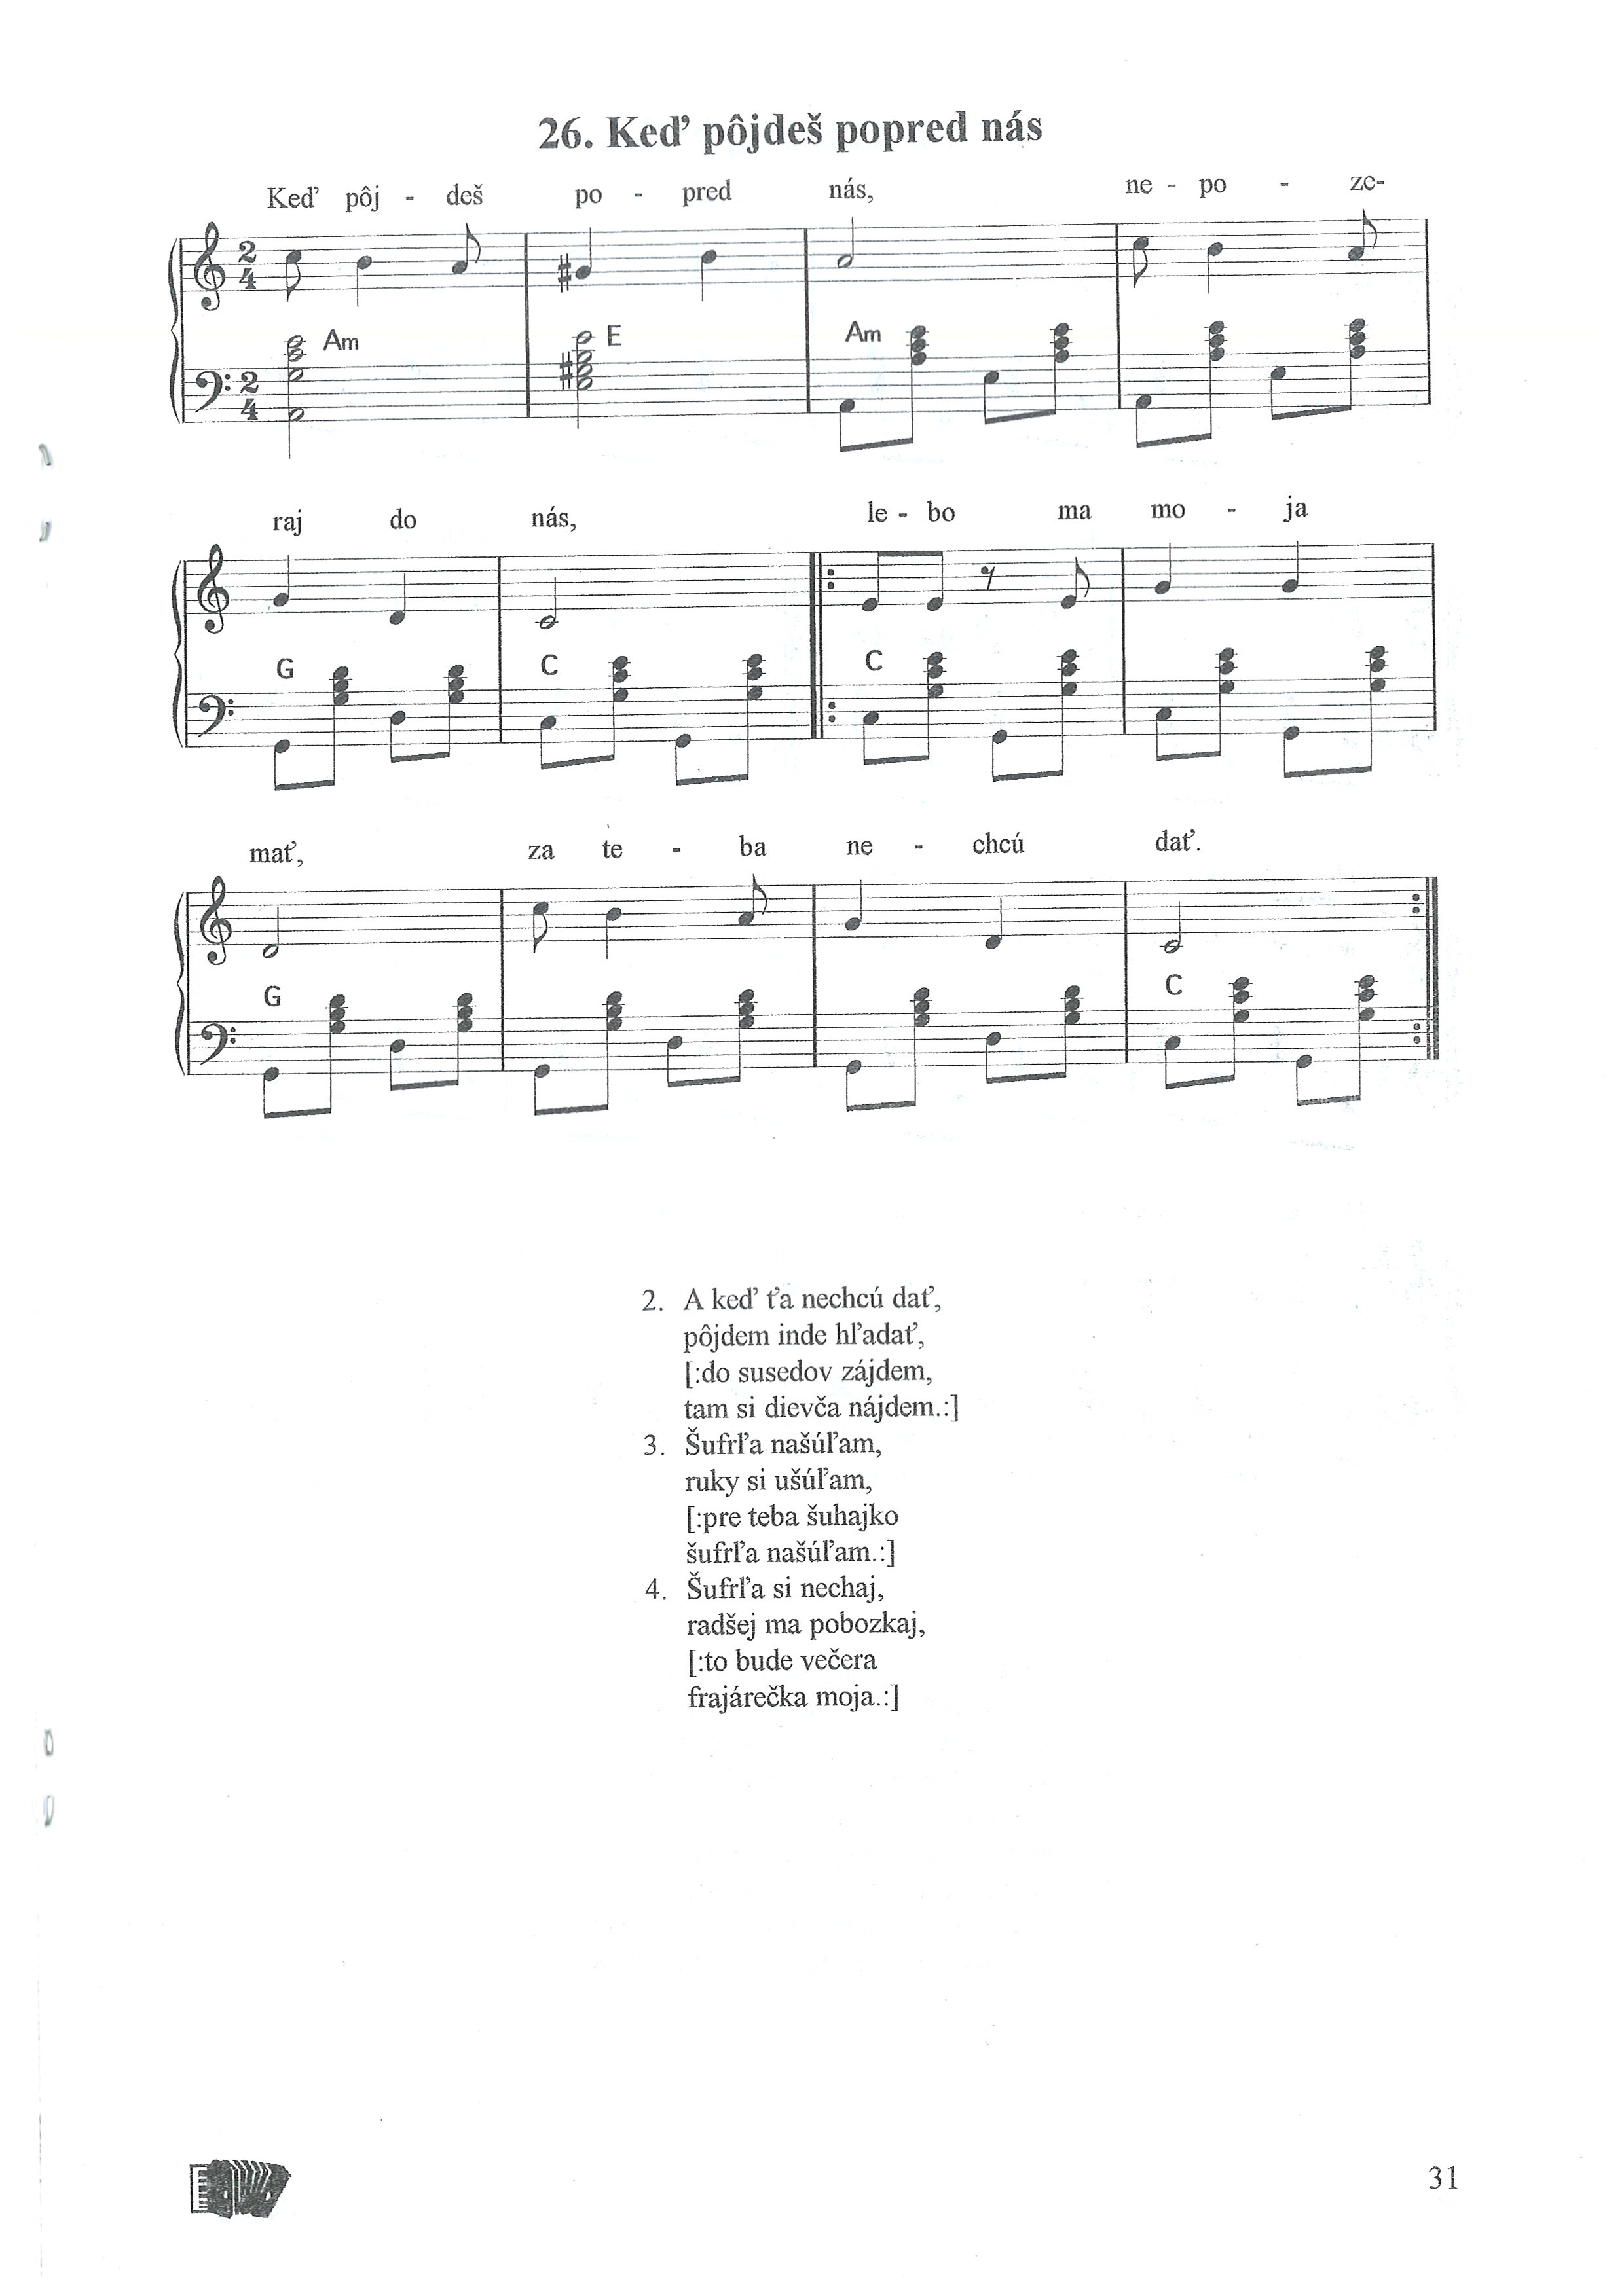 26. Keď pôjdeš popred nás
Keď pôj - deš po - pred nás, ne - po - ze-
2 4
Am E Am
2 4
raj do nás, le - bo ma mo - ja
G C C
mať, za te - ba ne - chcú dať.
G C
2. A keď ťa nechcú dať,
pôjdem inde hľadať,
[:do susedov zájdem,
tam si dievča nájdem.:]
3. Šufrľa našúľam,
ruky si ušúľam,
[:pre teba šuhajko
šufrľa našúľam.:]
4. Šufrľa si nechaj,
radšej ma pobozkaj,
[:to bude večera
frajárečka moja.:]
31